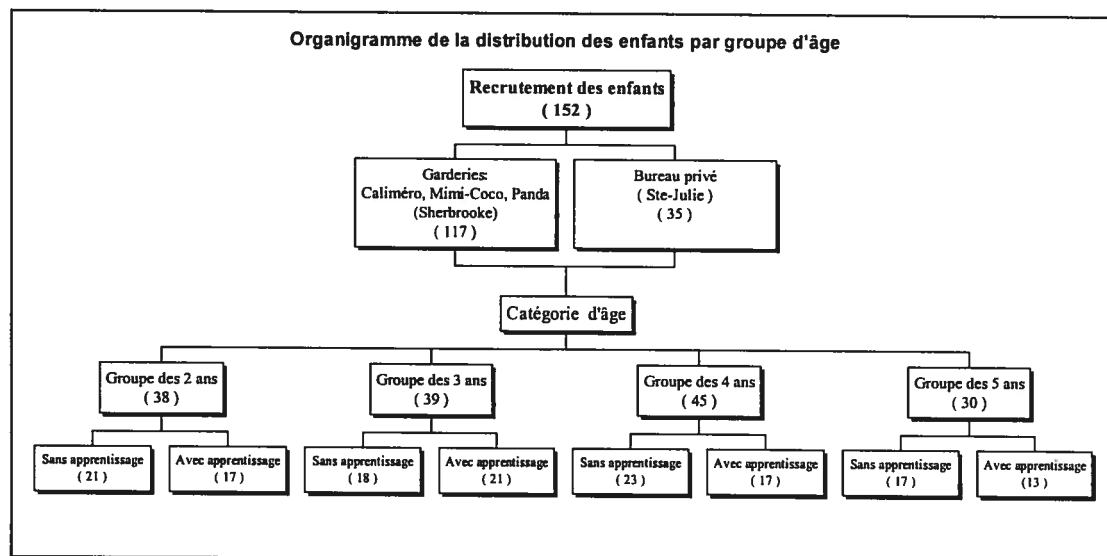 Organigramme de la distribution des enfants par groupe d'âge
Recrutement des enfants
( 152 )
Garderies:
Caliméro, Mimi-Coco, Panda
(Sherbrooke)
( 117 )
Bureau privé
( Ste-Julie )
( 35 )
Catégorie d'âge
Groupe des 2 ans
( 38 )
Groupe des 3 ans
( 39 )
Groupe des 4 ans
( 45 )
Groupe des 5 ans
( 30 )
Sans apprentissage
( 21 )
Avec apprentissage
( 17 )
Sans apprentissage
( 18 )
Avec apprentissage
( 21 )
Sans apprentissage
( 23 )
Avec apprentissage
( 17 )
Sans apprentissage
( 17 )
Avec apprentissage
(13 )